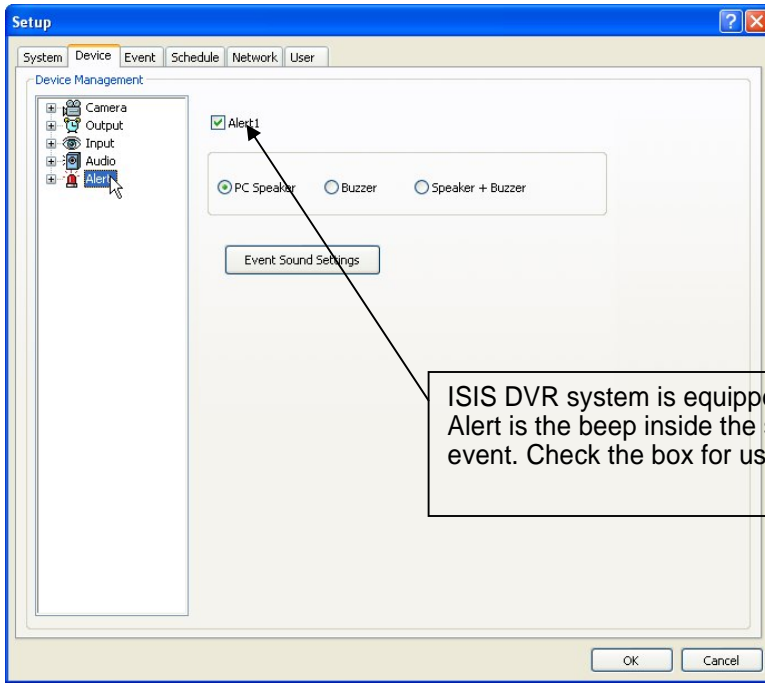 Setup
System Device Event Schedule Network User
Device Management
Camera
Output
Input
Audio
Alert
Alert1
PC Speaker Buzzer Speaker + Buzzer
Event Sound Settings
ISIS DVR system is
Alert is the beep inside the
event. Check the box for
OK Cancel